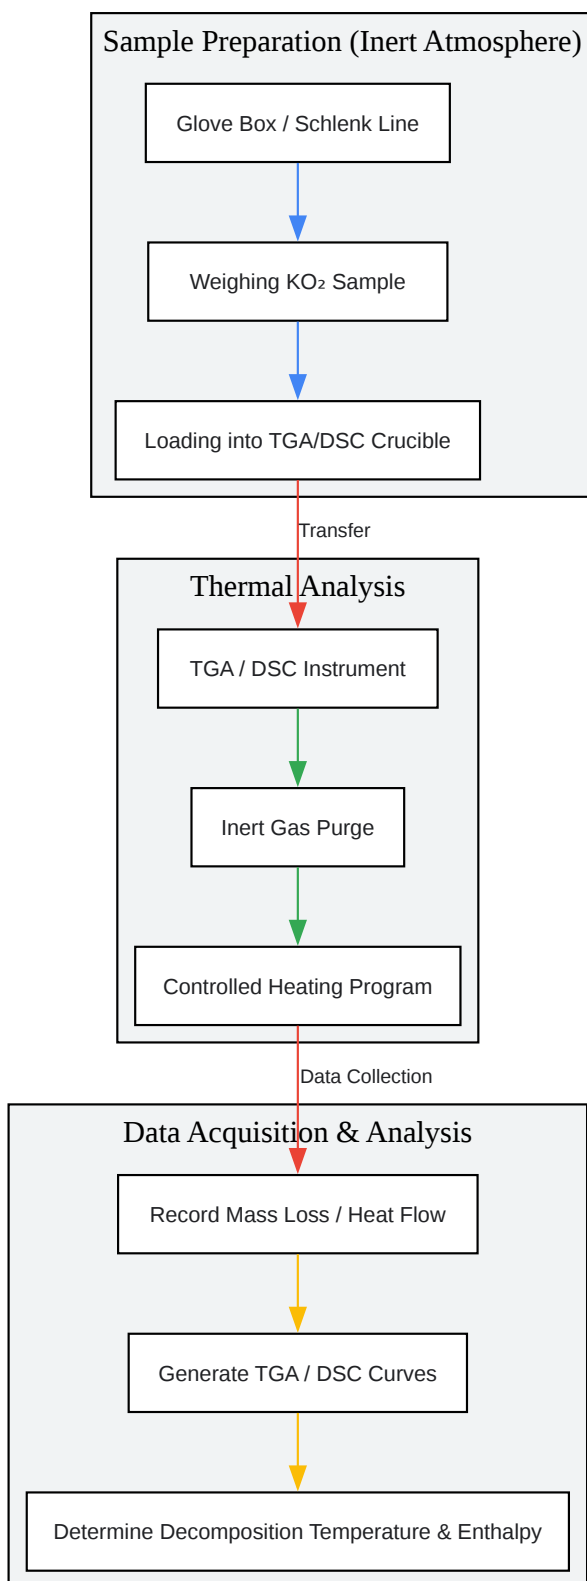 Sample Preparation (Inert Atmosphere)
Glove Box / Schlenk Line
Weighing KO₂ Sample
Loading into TGA/DSC Crucible
Transfer
Thermal Analysis
TGA / DSC Instrument
Inert Gas Purge
Controlled Heating Program
Data Collection
Data Acquisition & Analysis
Record Mass Loss / Heat Flow
Generate TGA / DSC Curves
Determine Decomposition Temperature & Enthalpy